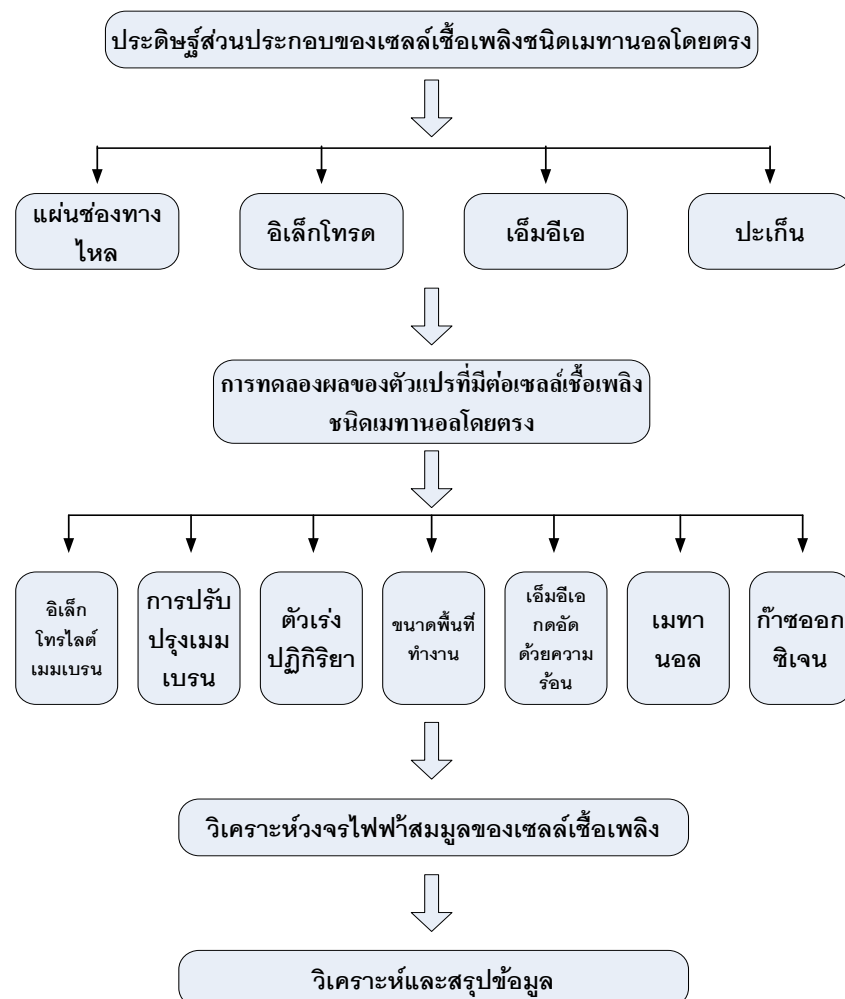 ประดิษฐ์ส่วนประกอบของเซลล์เชื้อเพลิงชนิดเมทานอลโดยตรง
แผ่นช่องทาง
ไหล
อิเล็กโทรด
เอ็มอีเอ
ปะเก็น
การทดลองผลของตัวแปรที่มีต่อเซลล์เชื้อเพลิง
ชนิดเมทานอลโดยตรง
อิเล็ก
โทรไลต์
เมมเบรน
การปรับ
ปรุงเมม
เบรน
ตัวเร่ง
ปฏิกิริยา
ขนาดพื้นที่
ทำงาน
เอ็มอีเอ
กดอัด
ด้วยความ
ร้อน
เมทา
นอล
ก๊าซออก
ซิเจน
วิเคราะห์วงจรไฟฟ้าสมมูลของเซลล์เชื้อเพลิง
วิเคราะห์และสรุปข้อมูล